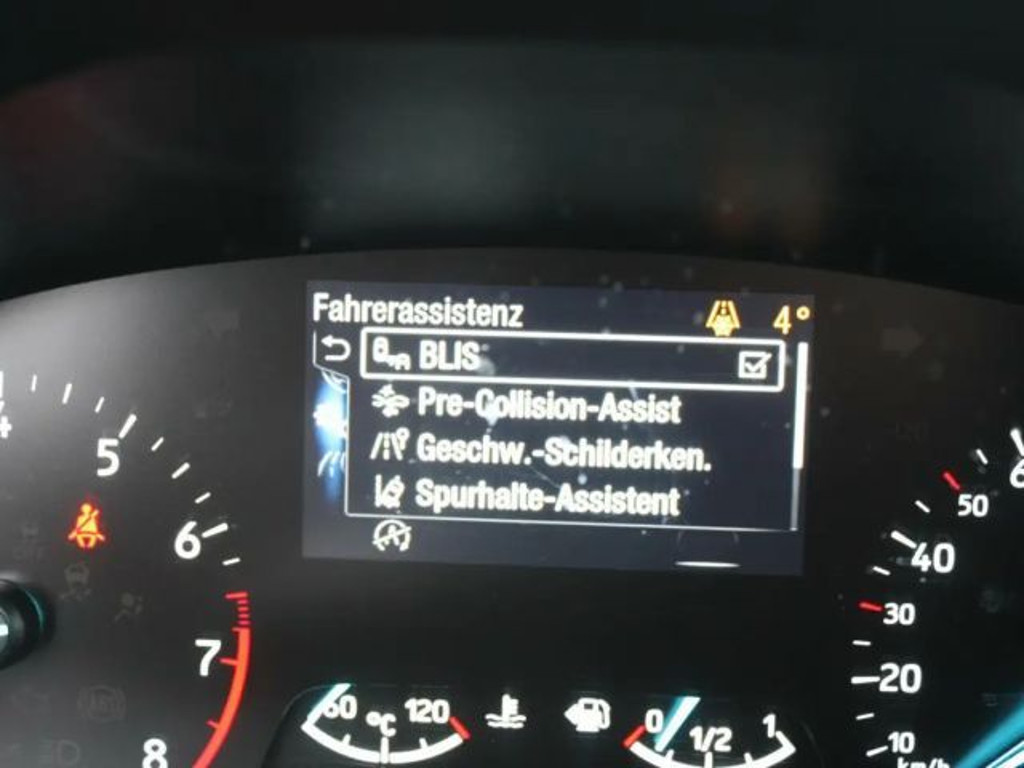 Fahrerassistenz 4°
BLIS
Pre-Collision-Assist
Geschw.-Schilderken.
Spurhalte-Assistent
5
6
7
8
60 °C 120
0 1/2 1
50
40
30
20
10
km/h